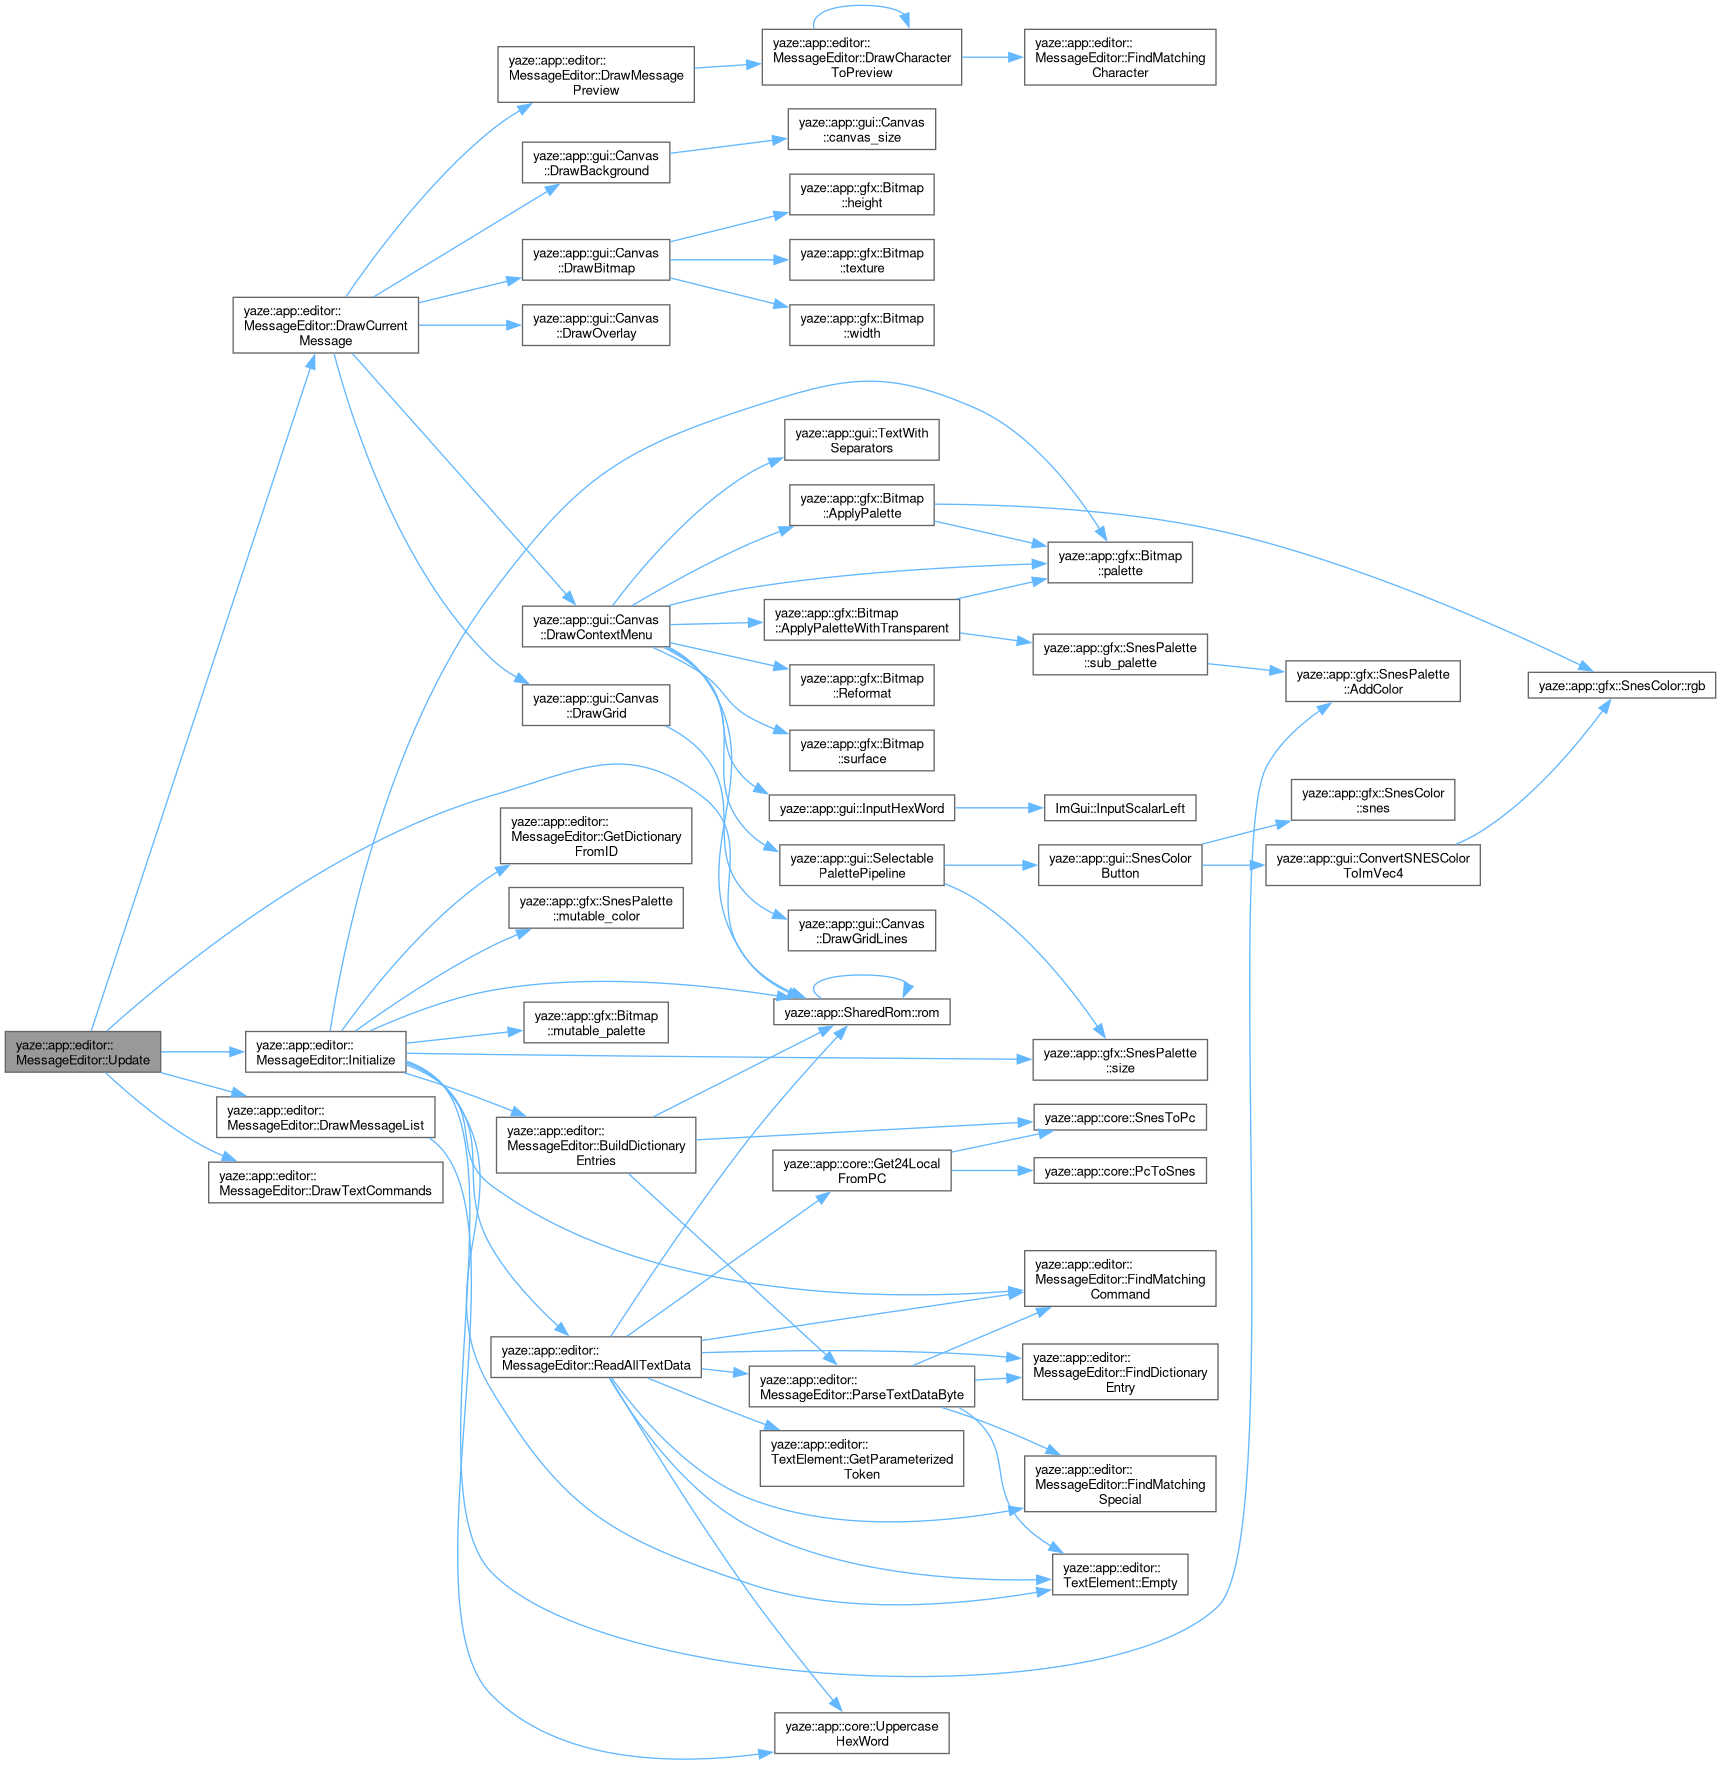 yaze::app::editor::
MessageEditor::DrawCharacter
ToPreview
yaze::app::editor::
MessageEditor::FindMatching
Character
yaze::app::editor::
MessageEditor::DrawMessage
Preview
yaze::app::gui::Canvas
::canvas_size
yaze::app::gui::Canvas
::DrawBackground
yaze::app::gfx::Bitmap
::height
yaze::app::gui::Canvas
::DrawBitmap
yaze::app::gfx::Bitmap
::texture
yaze::app::editor::
MessageEditor::DrawCurrent
Message
yaze::app::gui::Canvas
::DrawOverlay
yaze::app::gfx::Bitmap
::width
yaze::app::gui::TextWith
Separators
yaze::app::gfx::Bitmap
::ApplyPalette
yaze::app::gfx::Bitmap
::palette
yaze::app::gui::Canvas
::DrawContextMenu
yaze::app::gfx::Bitmap
::ApplyPaletteWithTransparent
yaze::app::gfx::SnesPalette
::sub_palette
yaze::app::gfx::Bitmap
::Reformat
yaze::app::gfx::SnesPalette
::AddColor
yaze::app::gfx::SnesColor::rgb
yaze::app::gui::Canvas
::DrawGrid
yaze::app::gfx::Bitmap
::surface
yaze::app::gui::InputHexWord
ImGui::InputScalarLeft
yaze::app::gfx::SnesColor
::snes
yaze::app::editor::
MessageEditor::GetDictionary
FromID
yaze::app::gui::Selectable
PalettePipeline
yaze::app::gui::SnesColor
Button
yaze::app::gui::ConvertSNESColor
ToImVec4
yaze::app::gfx::SnesPalette
::mutable_color
yaze::app::gui::Canvas
::DrawGridLines
yaze::app::SharedRom::rom
yaze::app::gfx::Bitmap
::mutable_palette
yaze::app::editor::
MessageEditor::Update
yaze::app::editor::
MessageEditor::Initialize
yaze::app::gfx::SnesPalette
::size
yaze::app::editor::
MessageEditor::DrawMessageList
yaze::app::core::SnesToPc
yaze::app::editor::
MessageEditor::BuildDictionary
Entries
yaze::app::core::Get24Local
FromPC
yaze::app::core::PcToSnes
yaze::app::editor::
MessageEditor::DrawTextCommands
yaze::app::editor::
MessageEditor::FindMatching
Command
yaze::app::editor::
MessageEditor::ReadAllTextData
yaze::app::editor::
MessageEditor::FindDictionary
Entry
yaze::app::editor::
MessageEditor::ParseTextDataByte
yaze::app::editor::
TextElement::GetParameterized
Token
yaze::app::editor::
MessageEditor::FindMatching
Special
yaze::app::editor::
TextElement::Empty
yaze::app::core::Uppercase
HexWord